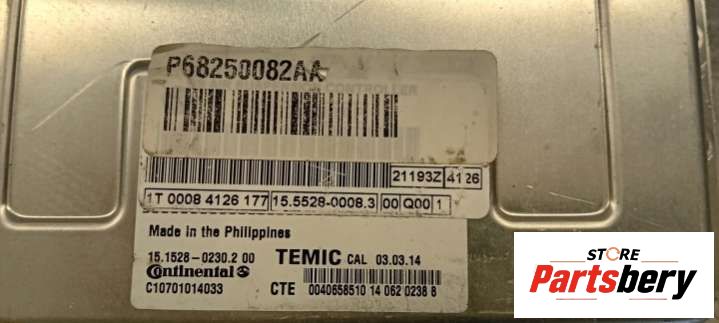 P68250082AA
CONTROLLER
21193Z 4126
1T 0008 4126 177 15.5528-0008.3 00 Q00 1
Made in the Philippines
15.1528-0230.2 00 TEMIC CAL 03.03.14
Continental
C10701014033 CTE 0040658510 14 062 0238 8
STORE
Partsbery